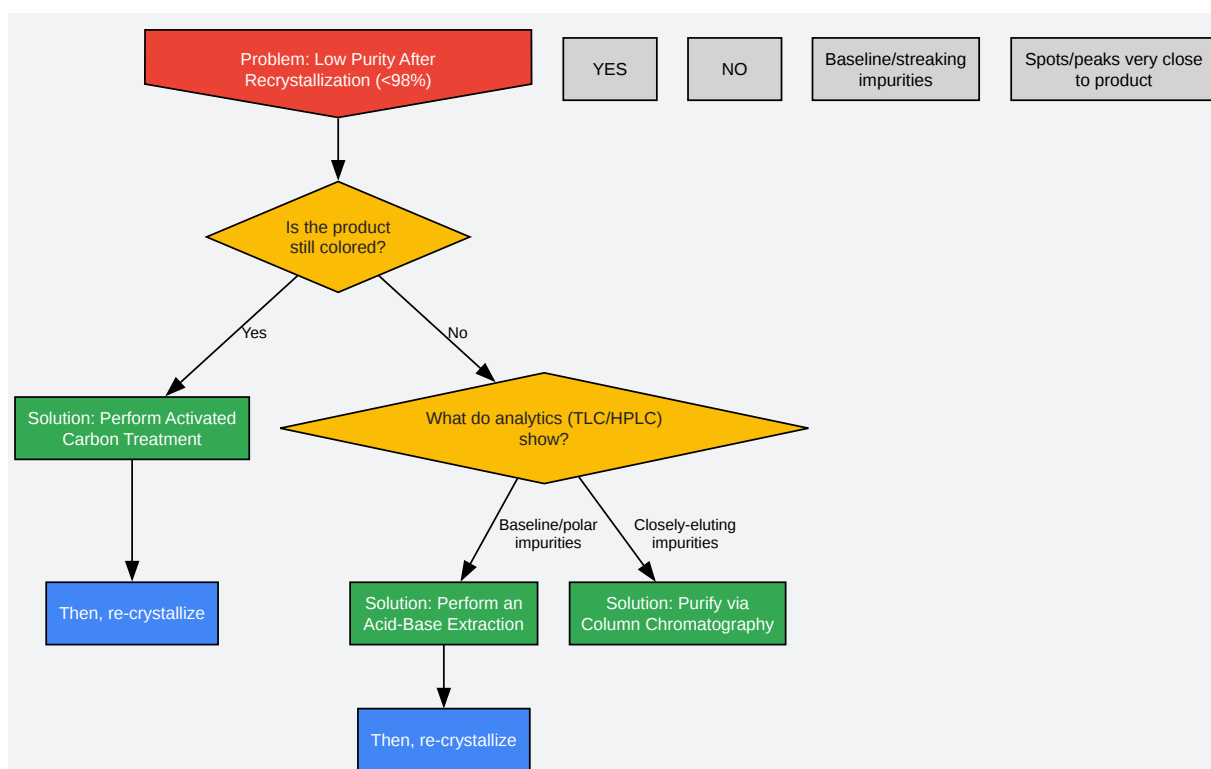 Problem: Low Purity After
Recrystallization (<98%)
YES
NO
Baseline/streaking
impurities
Spots/peaks very close
to product
Is the product
still colored?
Yes
No
Solution: Perform Activated
Carbon Treatment
What do analytics (TLC/HPLC)
show?
Baseline/polar
impurities
Closely-eluting
impurities
Then, re-crystallize
Solution: Perform an
Acid-Base Extraction
Solution: Purify via
Column Chromatography
Then, re-crystallize